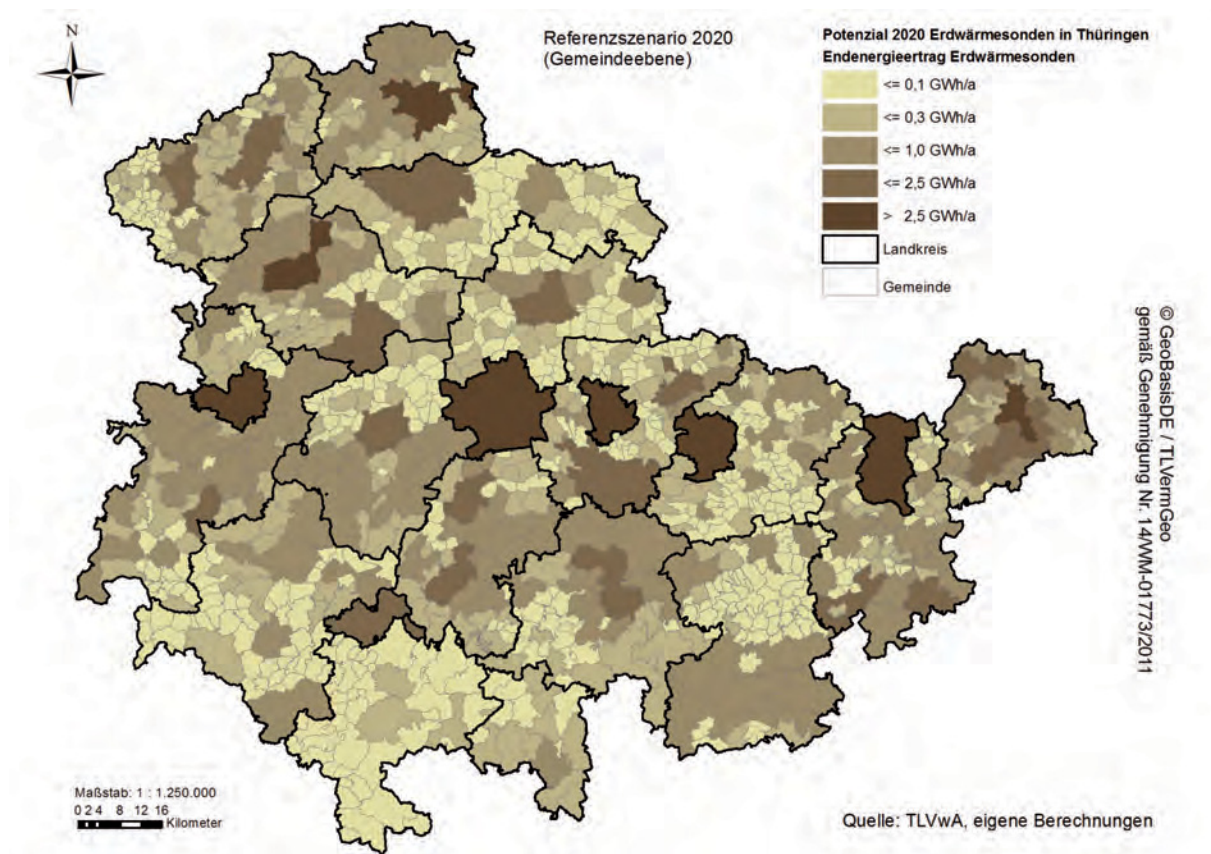 N
Referenzszenario 2020
(Gemeindeebene)
Potenzial 2020 Erdwärmesonden in Thüringen
Endenergieertrag Erdwärmesonden
<= 0,1 GWh/a
<= 0,3 GWh/a
<= 1,0 GWh/a
<= 2,5 GWh/a
> 2,5 GWh/a
Landkreis
Gemeinde
© GeoBasisDE / TLVermGeo
gemäß Genehmigung Nr. 14/WM-01773/2011
Maßstab: 1 : 1.250.000
0 2 4 8 12 16
Kilometer
Quelle: TLVwA, eigene Berechnungen